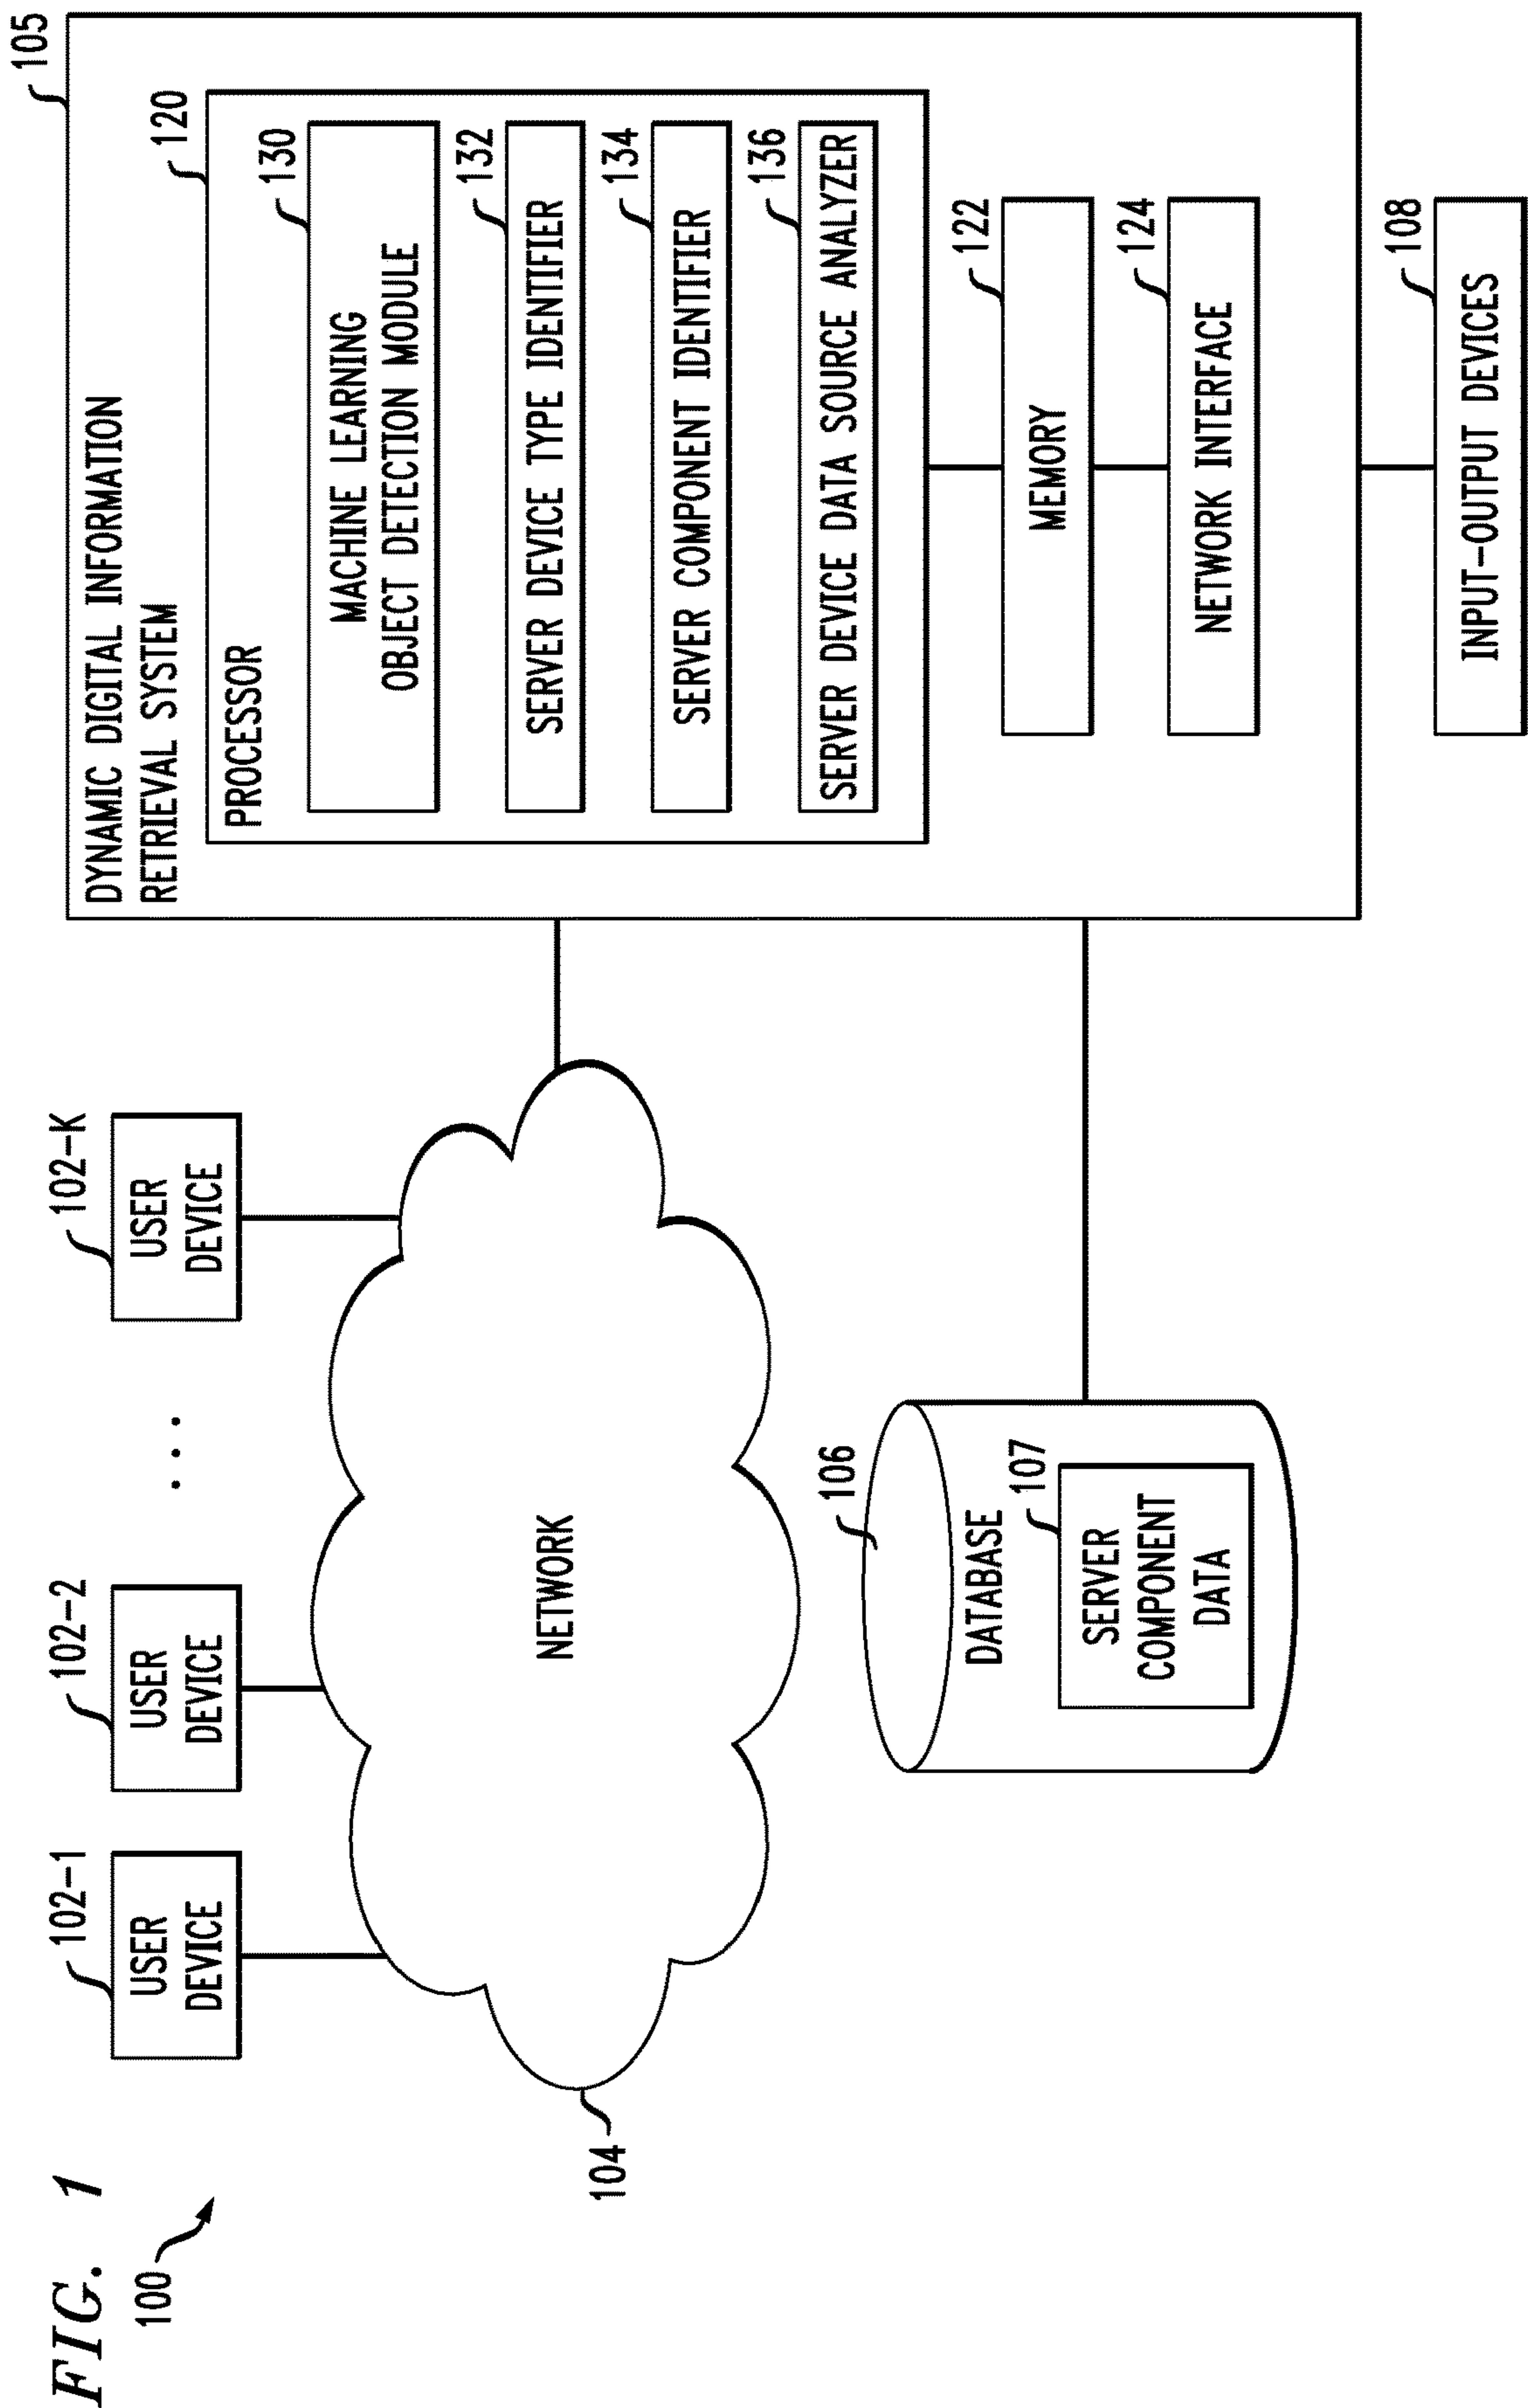 FIG. 1
100
102-1
USER
DEVICE
102-2
USER
DEVICE
. . .
102-K
USER
DEVICE
NETWORK
104
106
DATABASE
107
SERVER
COMPONENT
DATA
105
DYNAMIC DIGITAL INFORMATION
RETRIEVAL SYSTEM
120
PROCESSOR
130
MACHINE LEARNING
OBJECT DETECTION MODULE
132
SERVER DEVICE TYPE IDENTIFIER
134
SERVER COMPONENT IDENTIFIER
136
SERVER DEVICE DATA SOURCE ANALYZER
122
MEMORY
124
NETWORK INTERFACE
108
INPUT-OUTPUT DEVICES